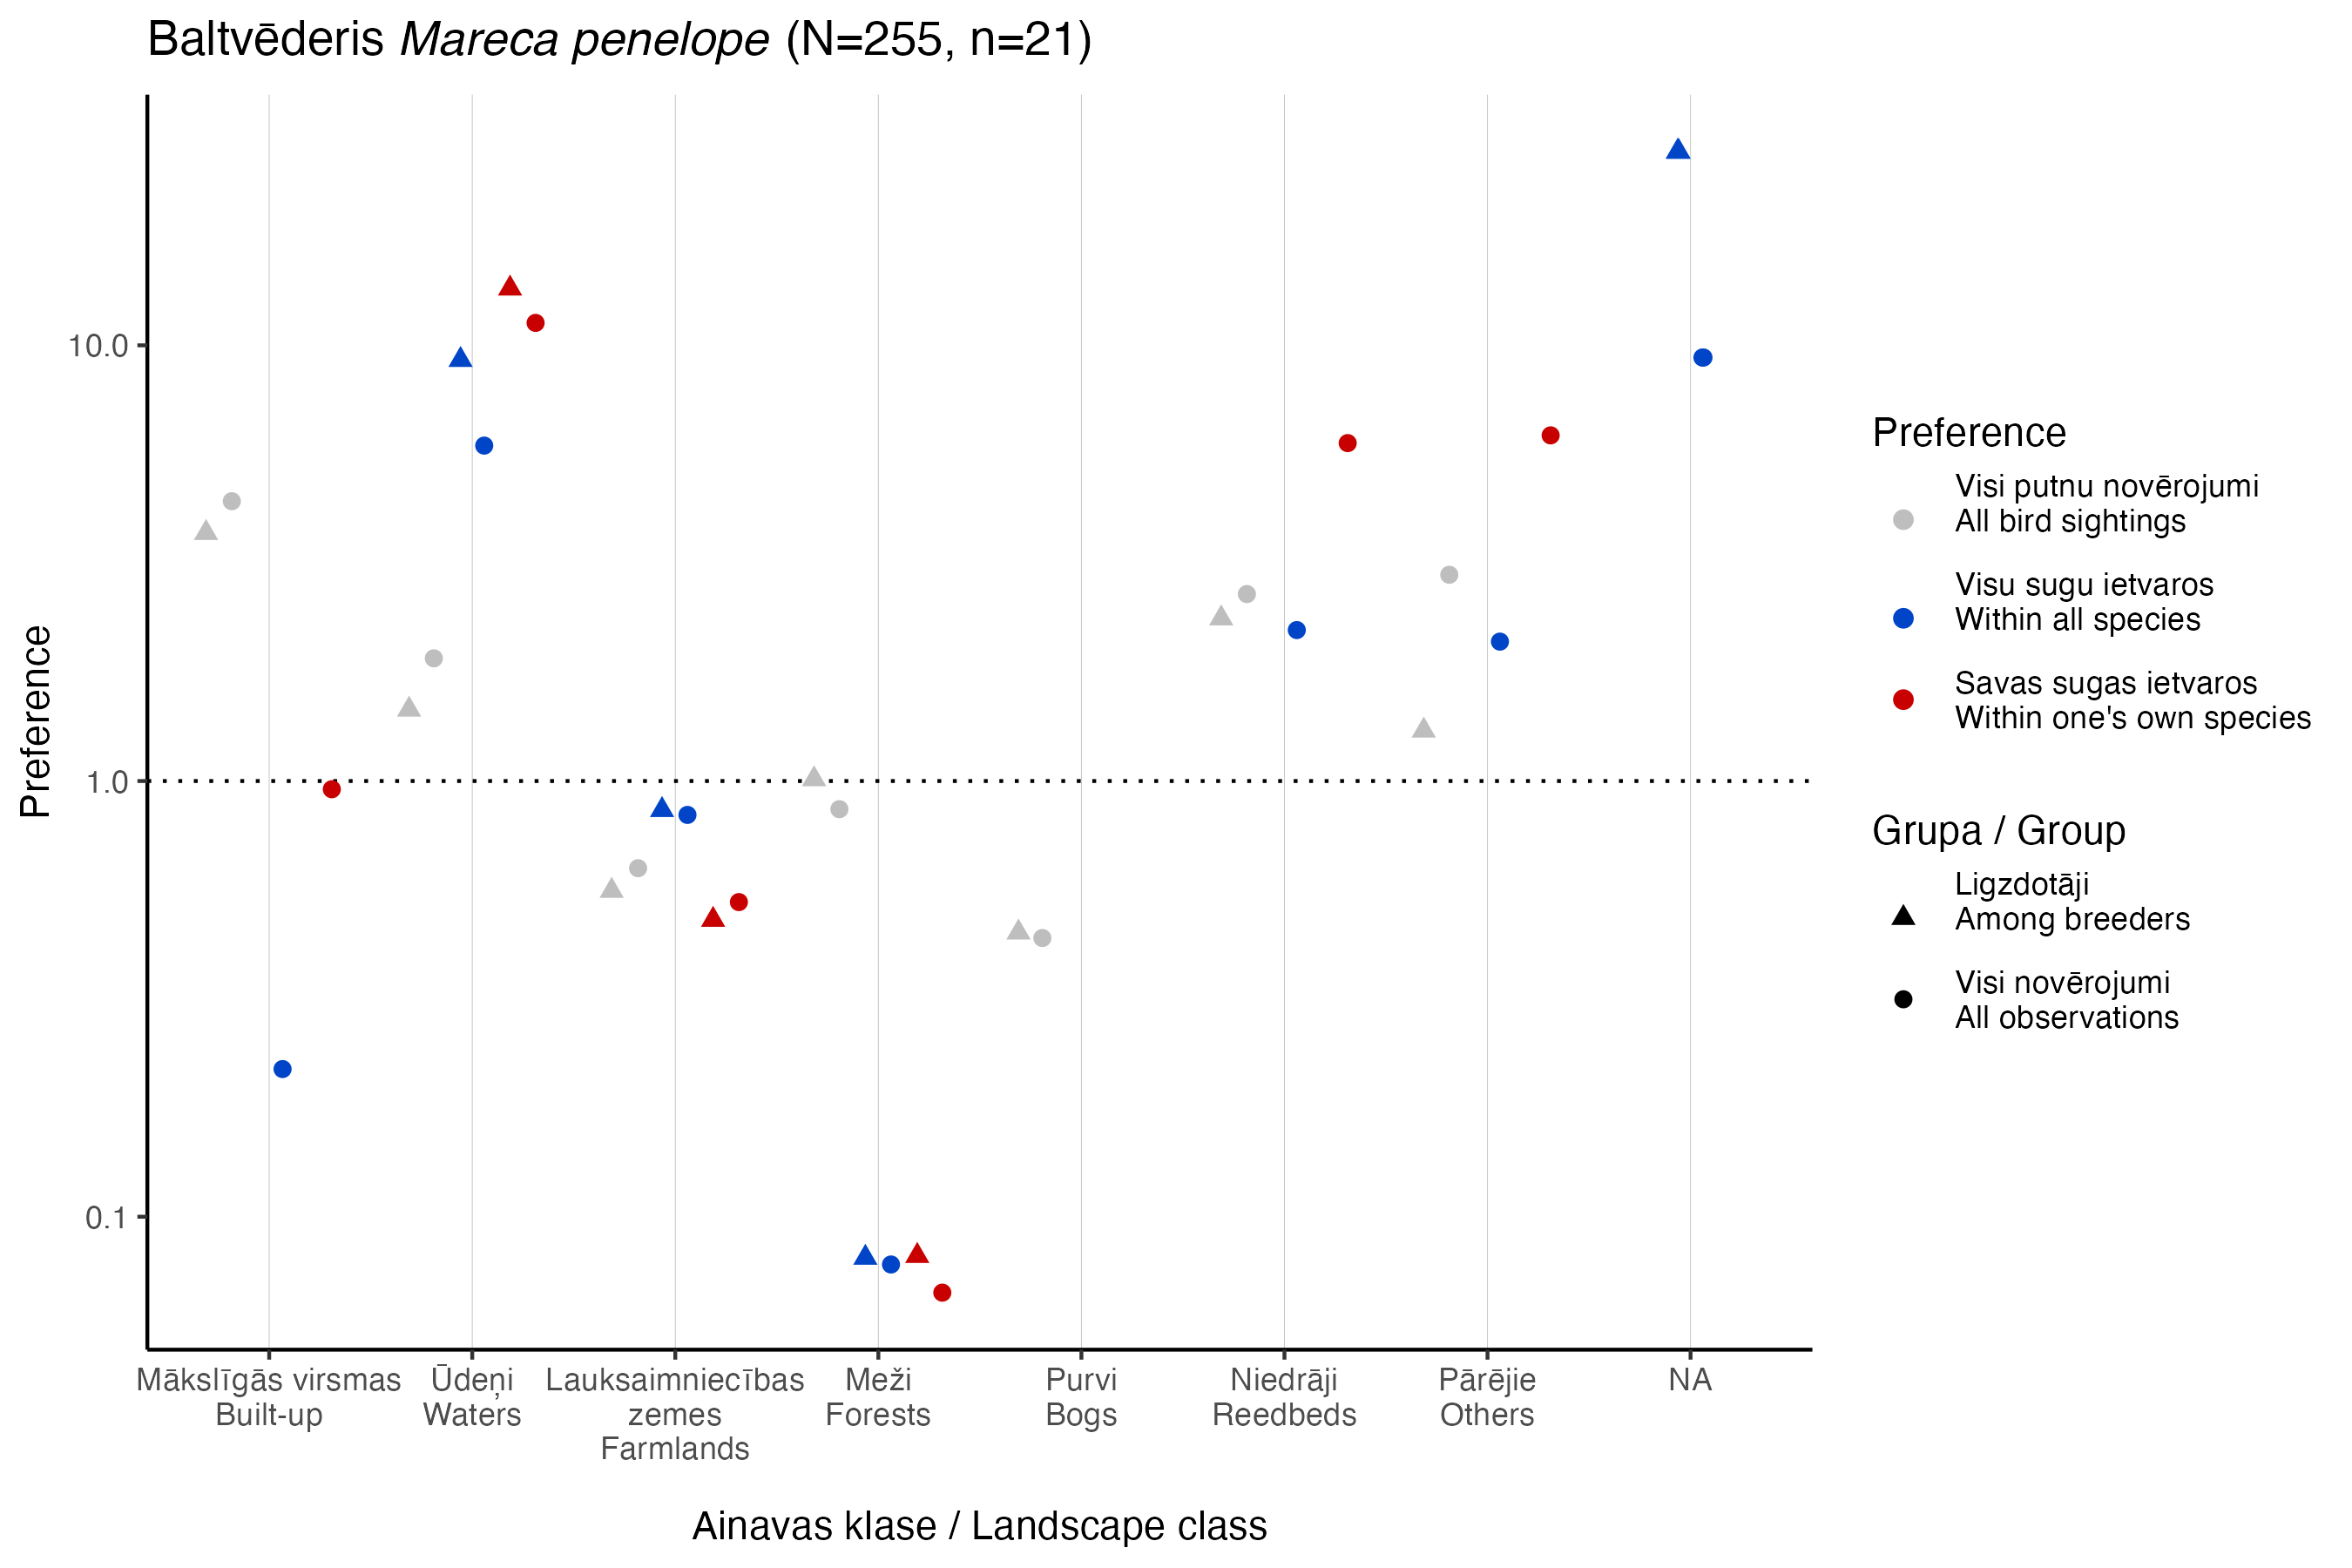 Baltvēderis Mareca penelope (N=255, n=21)
Preference
10.0
1.0
0.1
Mākslīgās virsmas
Built-up
Ūdeņi
Waters
Lauksaimniecības
zemes
Farmlands
Meži
Forests
Purvi
Bogs
Niedrāji
Reedbeds
Pārējie
Others
NA
Ainavas klase / Landscape class
Preference
Visi putnu novērojumi
All bird sightings
Visu sugu ietvaros
Within all species
Savas sugas ietvaros
Within one's own species
Grupa / Group
Ligzdotāji
Among breeders
Visi novērojumi
All observations